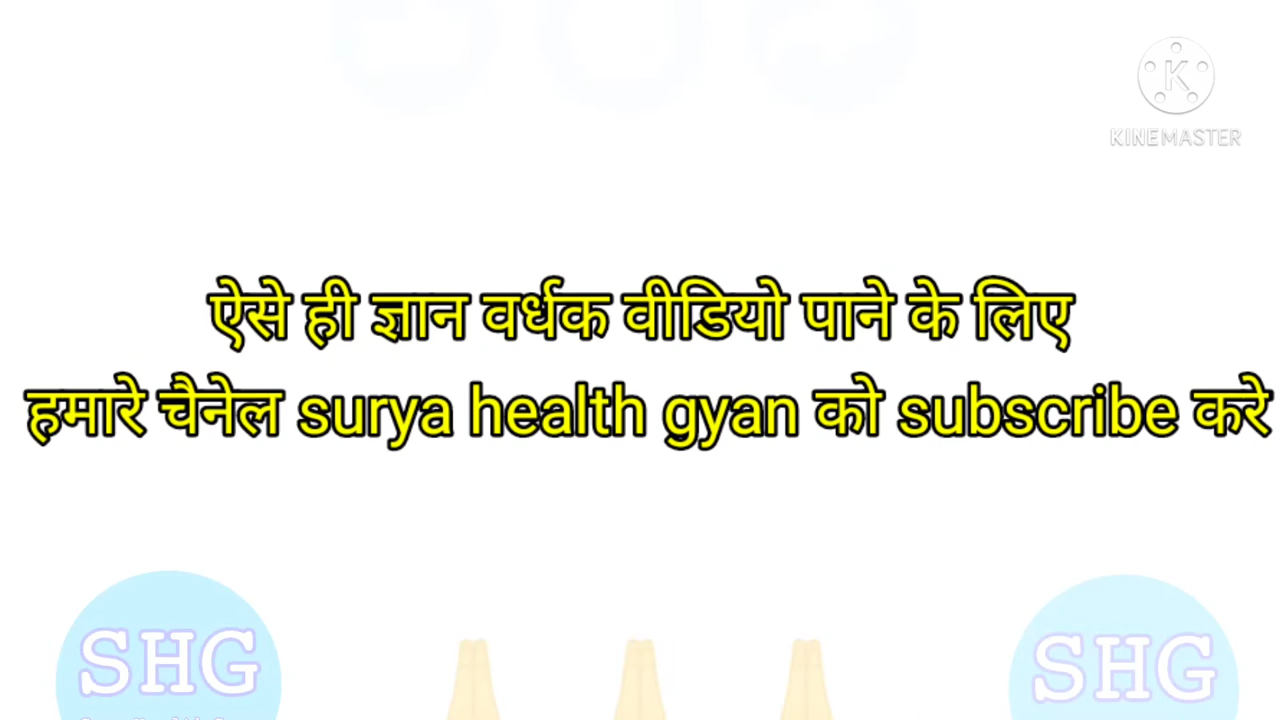 K
KINEMASTER
ऐसे ही ज्ञान वर्धक वीडियो पाने के लिए
हमारे चैनेल surya health gyan को subscribe करे
SHG
SHG